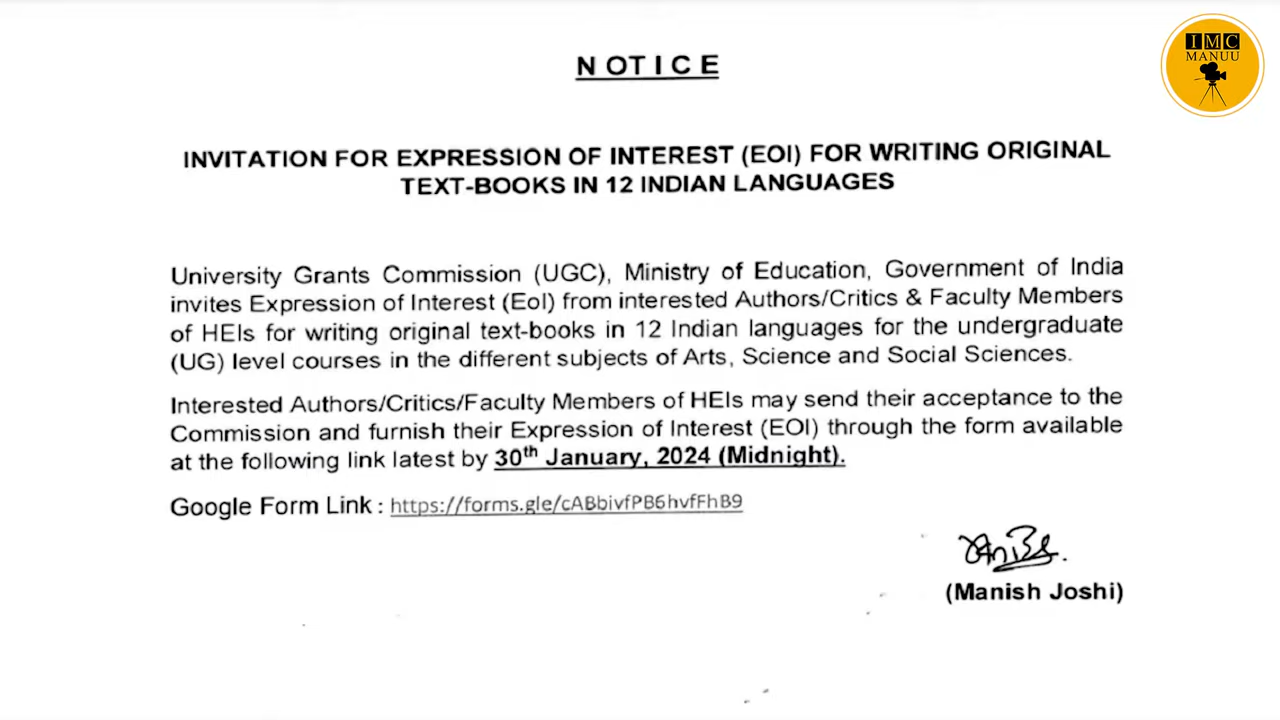 IMC
MANUU
NOTICE
INVITATION FOR EXPRESSION OF INTEREST (EOI) FOR WRITING ORIGINAL
TEXT-BOOKS IN 12 INDIAN LANGUAGES
University Grants Commission (UGC), Ministry of Education, Government of India
invites Expression of Interest (EoI) from interested Authors/Critics & Faculty Members
of HEIs for writing original text-books in 12 Indian languages for the undergraduate
(UG) level courses in the different subjects of Arts, Science and Social Sciences.
Interested Authors/Critics/Faculty Members of HEIs may send their acceptance to the
Commission and furnish their Expression of Interest (EOI) through the form available
at the following link latest by 30th January, 2024 (Midnight).
Google Form Link : https://forms.gle/cABbivfPB6hvfFhB9
(Manish Joshi)